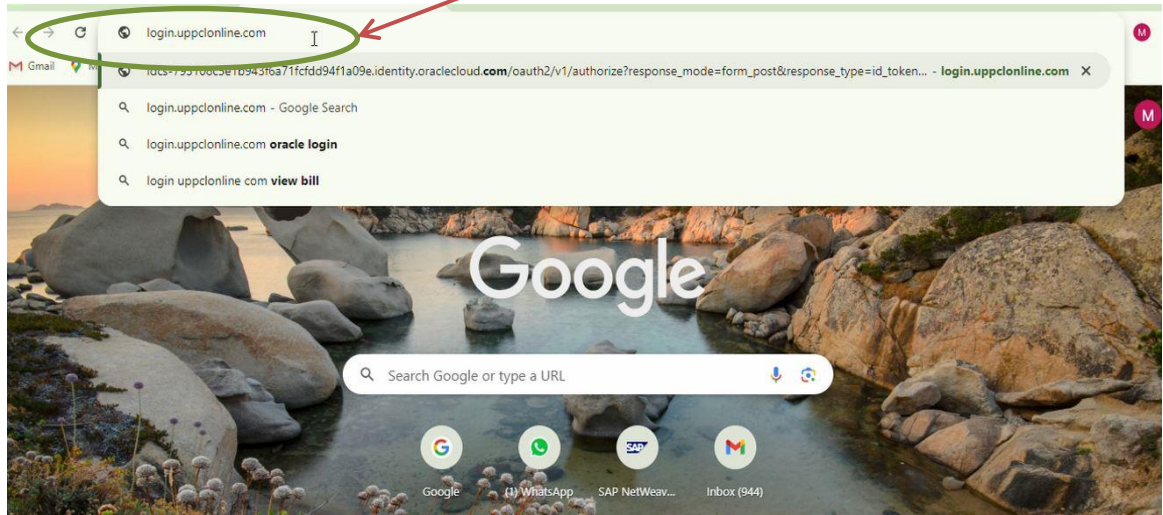 login.uppclonline.com
Gmail
idcs-795108c5e1b943f6a71fcfdd94f1a09e.identity.oraclecloud.com/oauth2/v1/authorize?response_mode=form_post&response_type=id_token... - login.uppclonline.com
login.uppclonline.com - Google Search
login.uppclonline.com oracle login
login uppclonline com view bill
M
M
Google
Search Google or type a URL
G SAP M
Google (1) WhatsApp SAP NetWeav... Inbox (944)